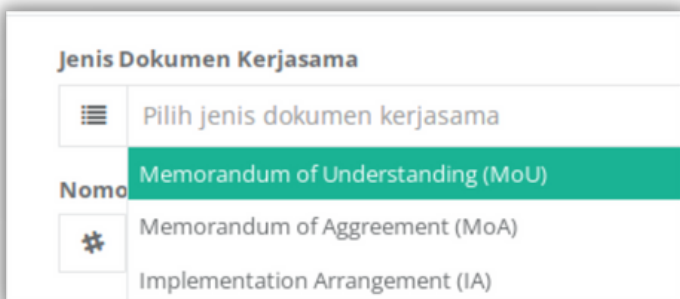 Jenis Dokumen Kerjasama
Pilih jenis dokumen kerjasama
Memorandum of Understanding (MoU)
Nomo
Memorandum of Aggreement (MoA)
Implementation Arrangement (IA)